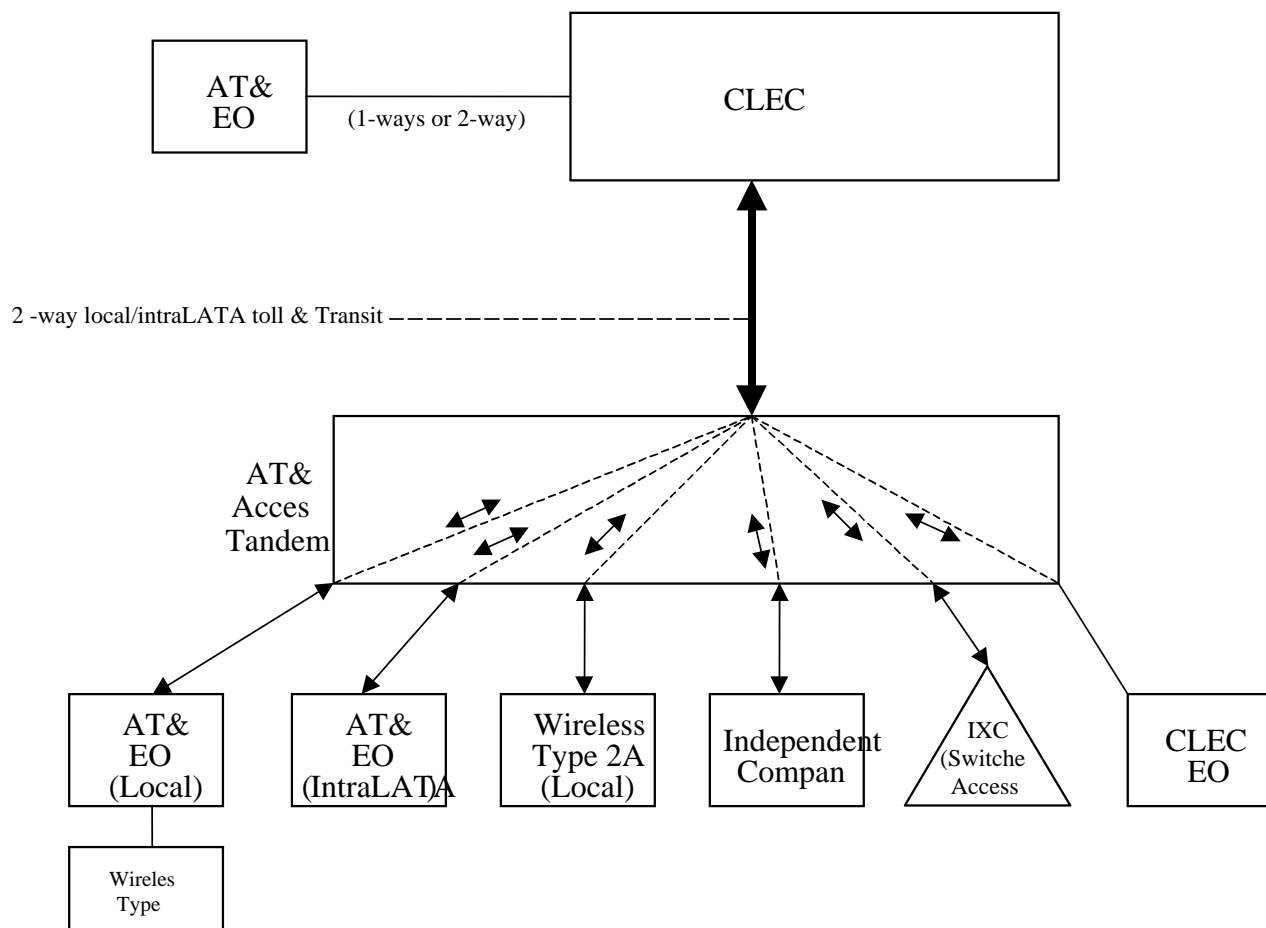 AT&
EO
(1-ways or 2-way)
CLEC
2 -way local/intraLATA toll & Transit
AT&
Acces
Tandem
AT&
EO
(Local)
AT&
EO
(IntraLAT)A
Wireless
Type 2A
(Local)
Independent
Compan
IXC
(Switche
Access
CLEC
EO
Wireles
Type